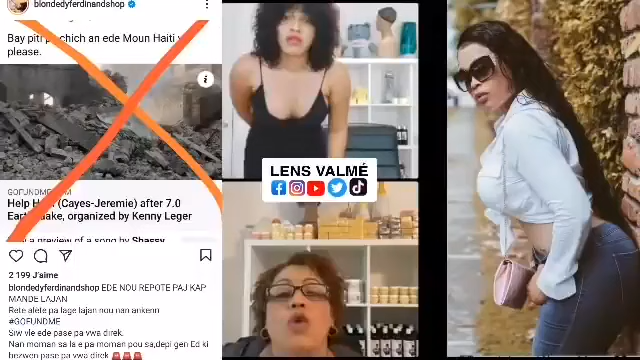 blondedyferdinandshop
Bay piti
chich an ede Moun Haiti
please.
GOFUNDME
Help H (Cayes-Jeremie) after 7.0
Earthquake, organized by Kenny Leger
a preview of a song by Shassy
2 199 J'aime
blondedyferdinandshop EDE NOU REPOTE PAJ KAP
MANDE LAJAN
Rete alète pa lage lajan nou nan ankenn
#GOFUNDME
Siw vle ede pase pa vwa direk.
Nan moman sa la e pa moman pou sa,depi gen Ed ki
bezwen pase pa vwa direk
LENS VALMÉ